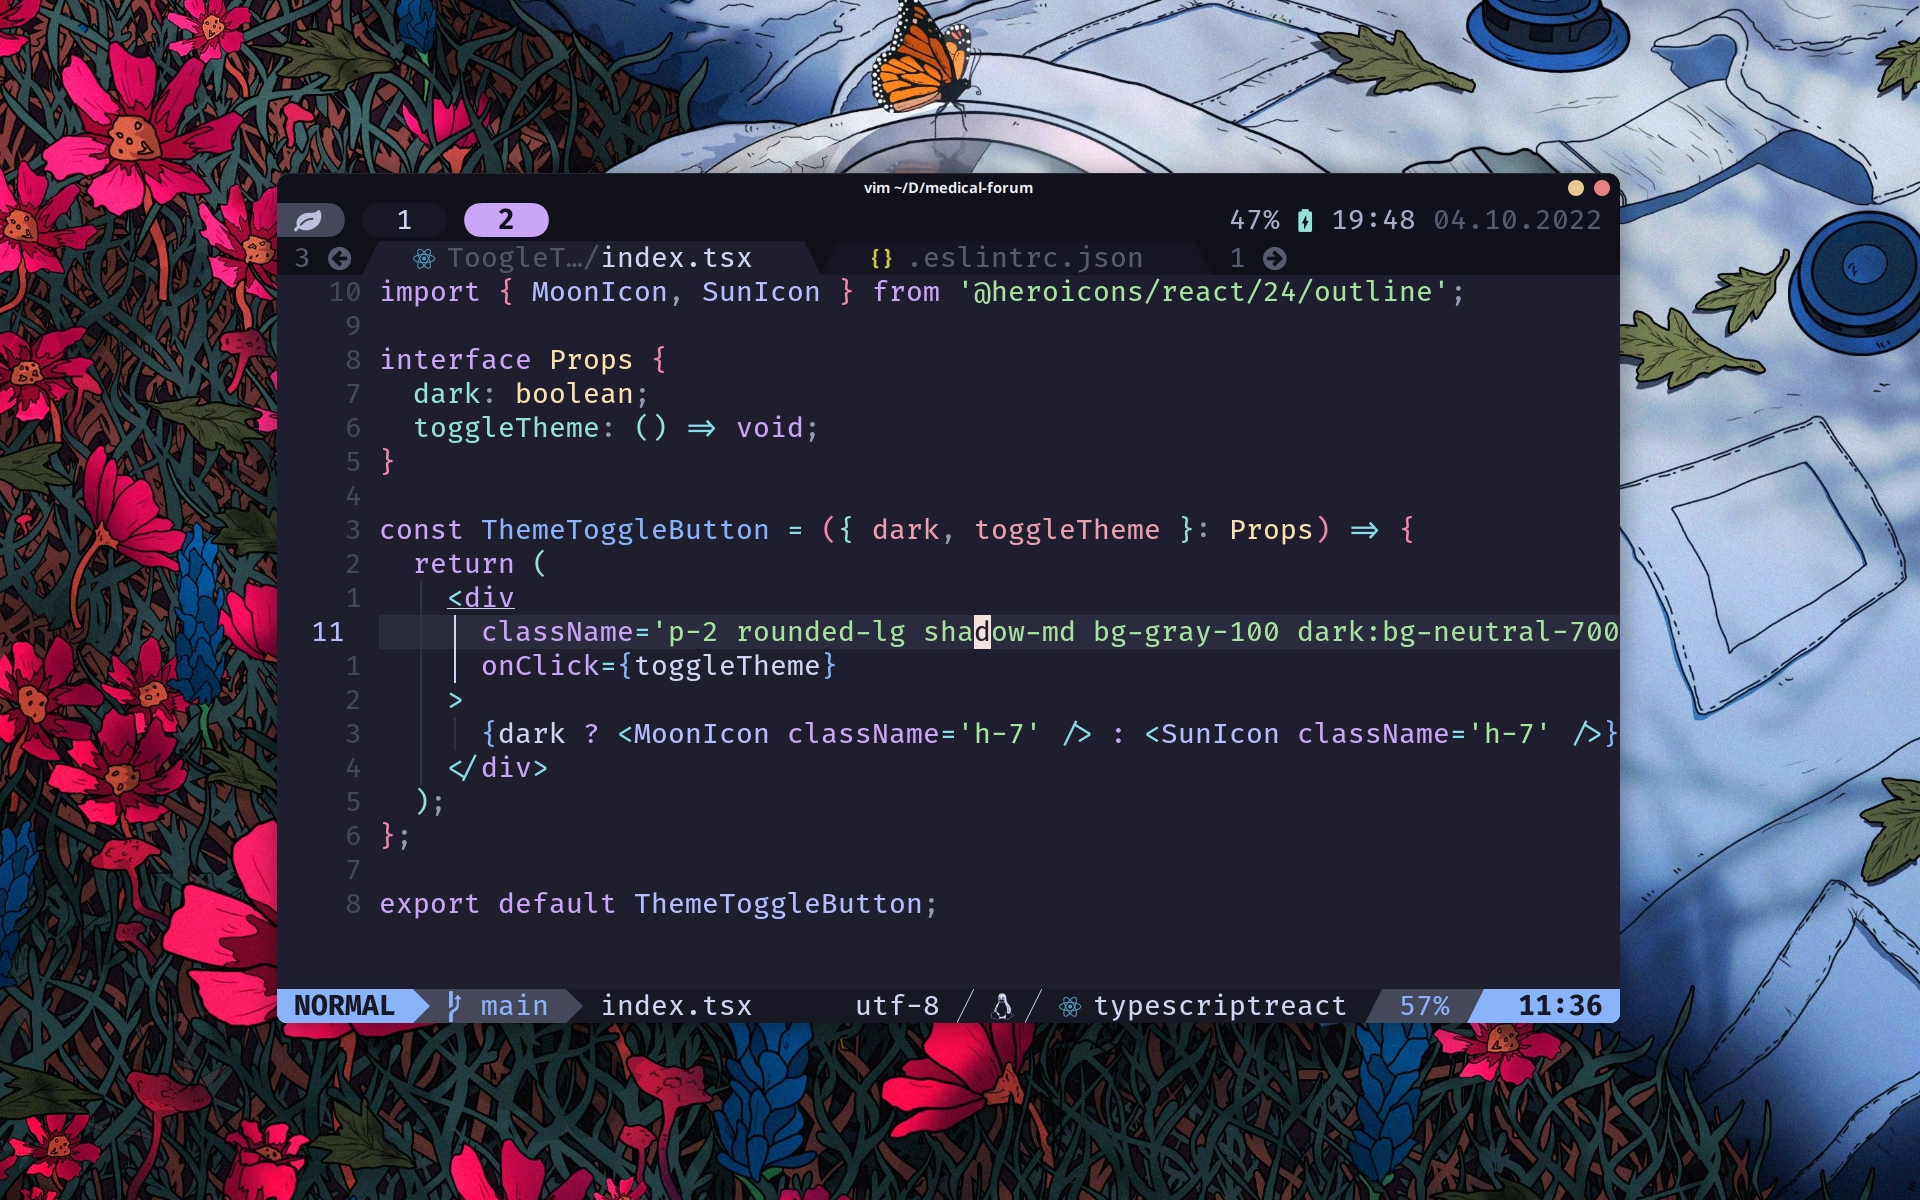 vim ~/D/medical-forum
1 2 47% 19:48 04.10.2022
3 ToogleT…/index.tsx {} .eslintrc.json 1
10 import { MoonIcon, SunIcon } from '@heroicons/react/24/outline';
9
8 interface Props {
7 dark: boolean;
6 toggleTheme: () => void;
5 }
4
3 const ThemeToggleButton = ({ dark, toggleTheme }: Props) => {
2 return (
1 <div
11 className='p-2 rounded-lg shadow-md bg-gray-100 dark:bg-neutral-700
1 onClick={toggleTheme}
2 >
3 {dark ? <MoonIcon className='h-7' /> : <SunIcon className='h-7' />}
4 </div>
5 );
6 };
7
8 export default ThemeToggleButton;
NORMAL main index.tsx utf-8 typescriptreact 57% 11:36